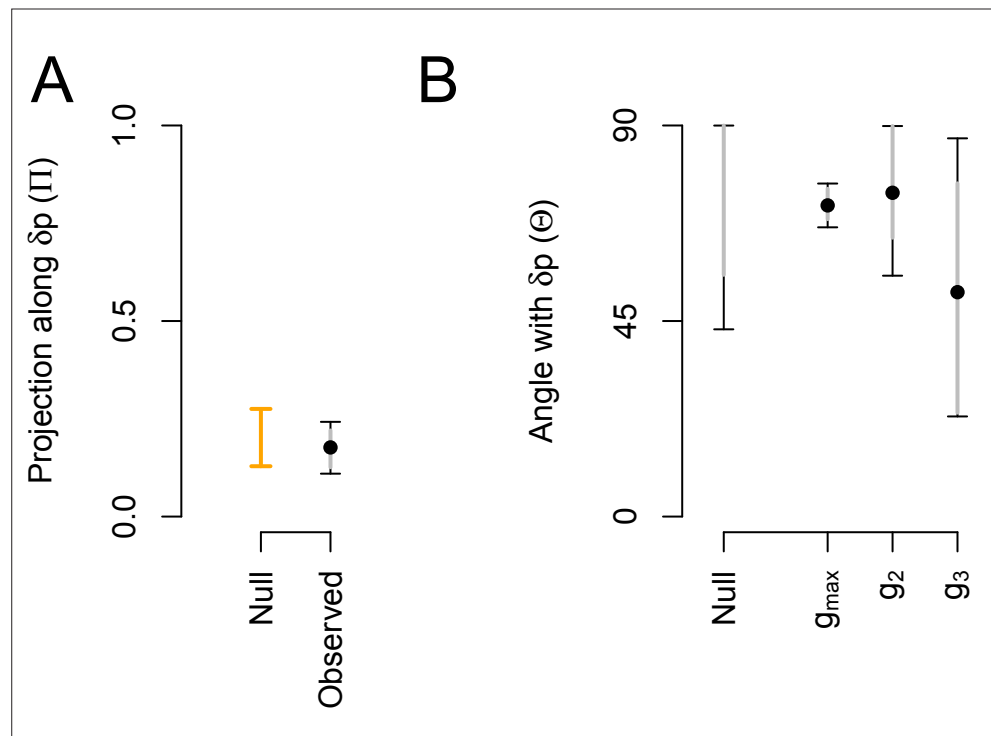 A
Projection along δp (Π)
1.0
0.5
0.0
Null
Observed
B
Angle with δp (Θ)
90
45
0
Null
gmax
g2
g3